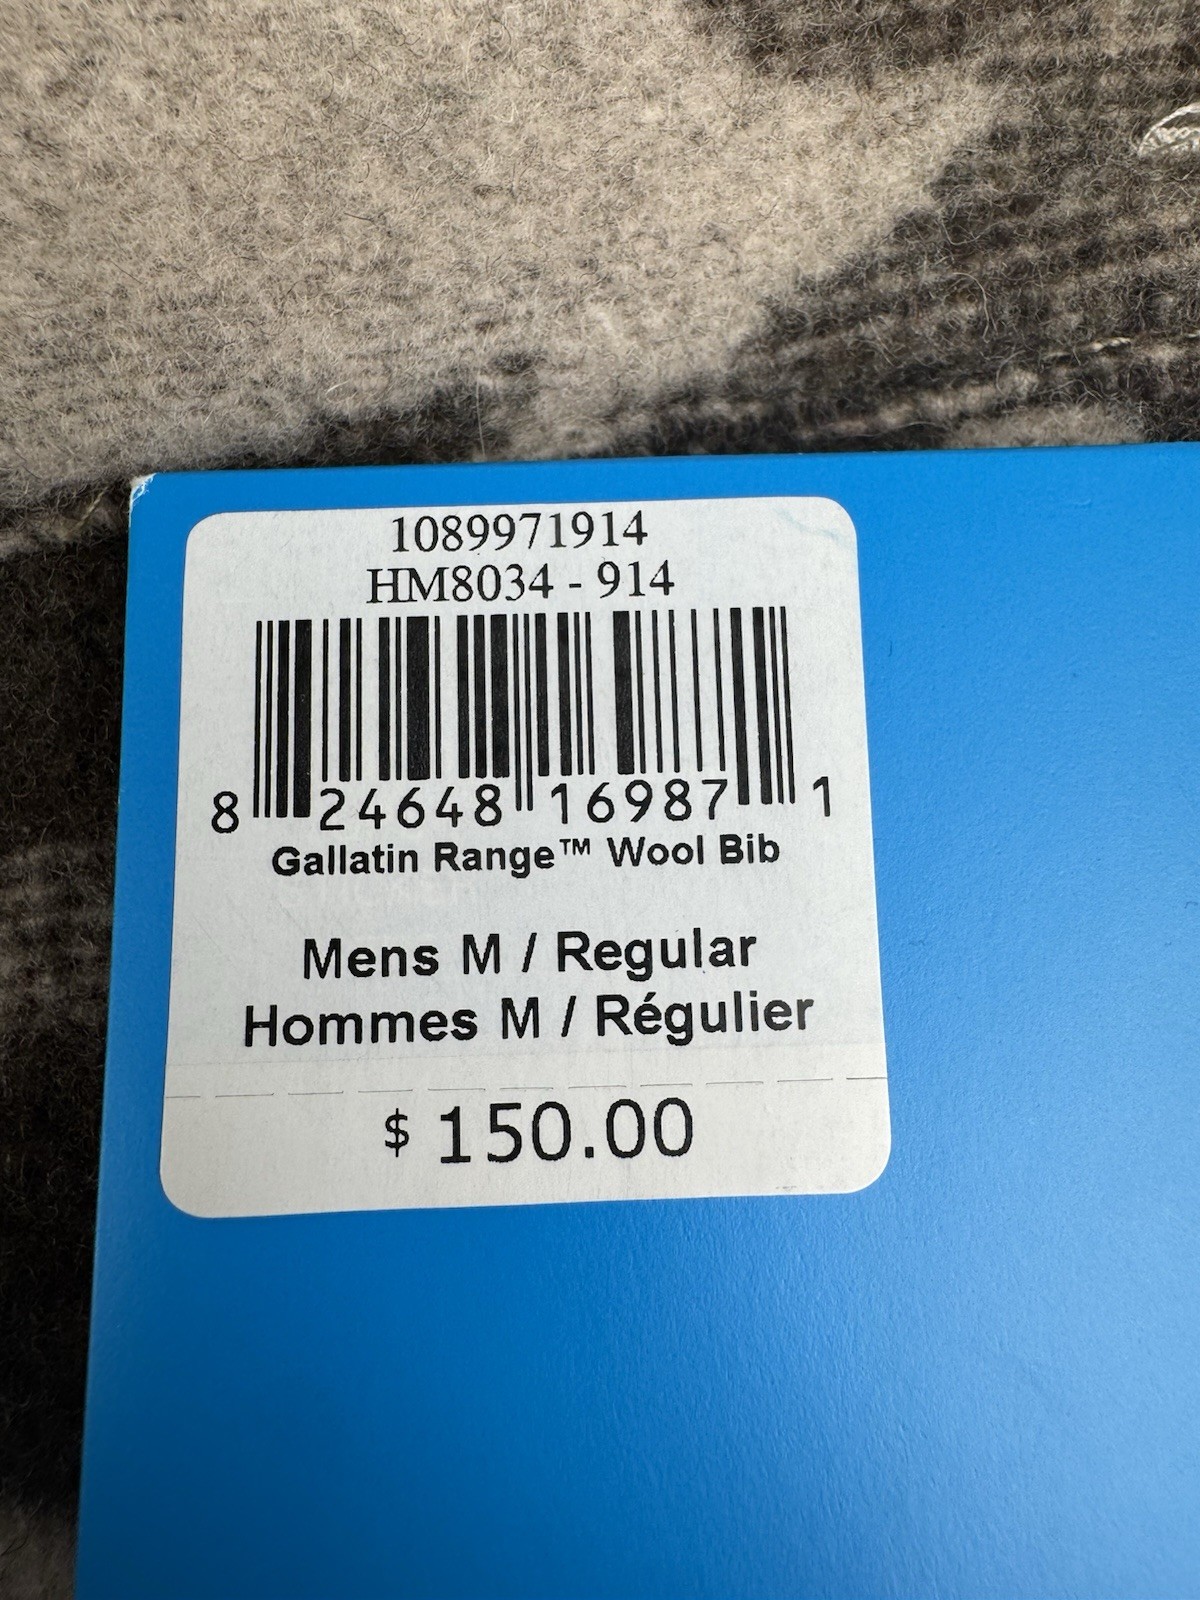 1089971914
HM8034 - 914
8 24648 16987 1
Gallatin Range™ Wool Bib
Mens M / Regular
Hommes M / Régulier
$ 150.00